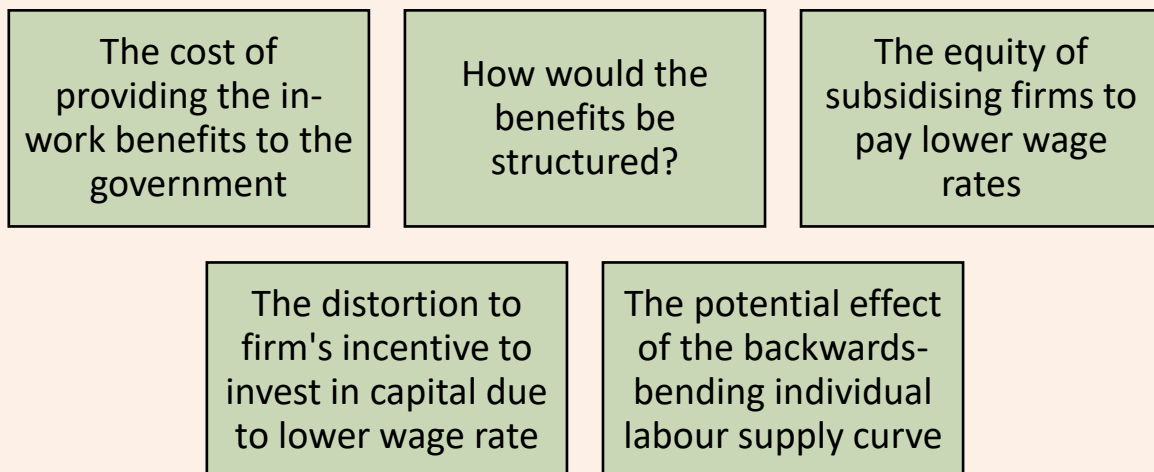 The cost of
providing the in-
work benefits to the
government
How would the
benefits be
structured?
The equity of
subsidising firms to
pay lower wage
rates
The distortion to
firm's incentive to
invest in capital due
to lower wage rate
The potential effect
of the backwards-
bending individual
labour supply curve